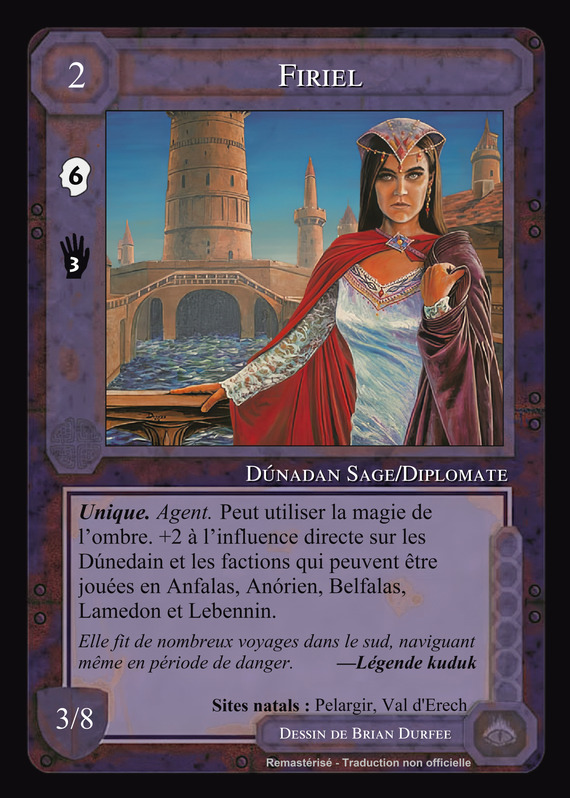 2
FIRIEL
6
3
DÚNADAN SAGE/DIPLOMATE
Unique. Agent. Peut utiliser la magie de
l'ombre. +2 à l'influence directe sur les
Dúnedain et les factions qui peuvent être
jouées en Anfalas, Anórien, Belfalas,
Lamedon et Lebennin.
Elle fit de nombreux voyages dans le sud, naviguant
même en période de danger. —Légende kuduk
Sites natals : Pelargir, Val d'Erech
3/8
DESSIN DE BRIAN DURFEE
Remastérisé - Traduction non officielle